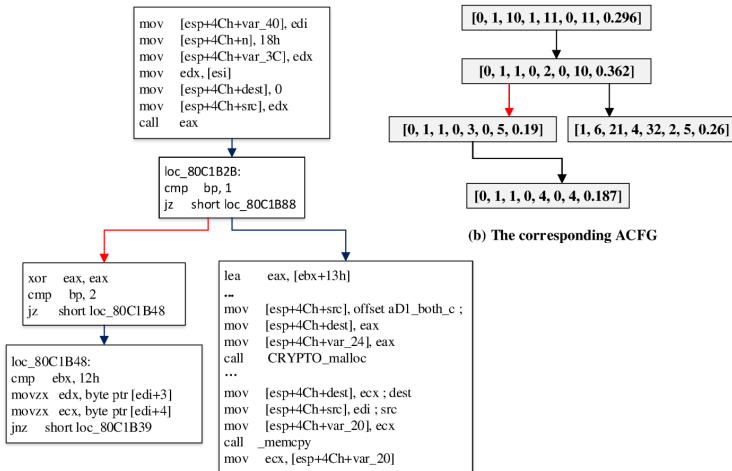 mov [esp+4Ch+var_40], edi
mov [esp+4Ch+n], 18h
mov [esp+4Ch+var_3C], edx
mov edx, [esi]
mov [esp+4Ch+dest], 0
mov [esp+4Ch+src], edx
call eax
loc_80C1B2B:
cmp bp, 1
jz short loc_80C1B88
xor eax, eax
cmp bp, 2
jz short loc_80C1B48
loc_80C1B48:
cmp ebx, 12h
movzx edx, byte ptr [edi+3]
movzx ecx, byte ptr [edi+4]
jnz short loc_80C1B39
lea eax, [ebx+13h]
...
mov [esp+4Ch+src], offset aD1_both_c ;
mov [esp+4Ch+dest], eax
mov [esp+4Ch+var_24], eax
call CRYPTO_malloc
...
mov [esp+4Ch+dest], ecx ; dest
mov [esp+4Ch+src], edi ; src
mov [esp+4Ch+var_20], ecx
call _memcpy
mov ecx, [esp+4Ch+var_20]
[0, 1, 10, 1, 11, 0, 11, 0.296]
[0, 1, 1, 0, 2, 0, 10, 0.362]
[0, 1, 1, 0, 3, 0, 5, 0.19]
[1, 6, 21, 4, 32, 2, 5, 0.26]
[0, 1, 1, 0, 4, 0, 4, 0.187]
(b) The corresponding ACFG